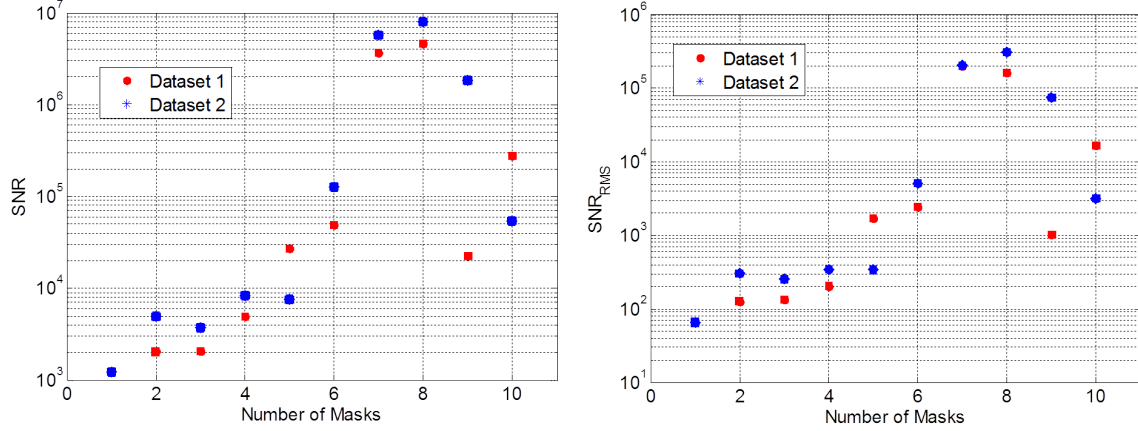 10^7
10^6
10^5
10^4
10^3
SNR
Dataset 1
Dataset 2
0 2 4 6 8 10
Number of Masks
10^6
10^5
10^4
10^3
10^2
10^1
SNR_RMS
Dataset 1
Dataset 2
0 2 4 6 8 10
Number of Masks